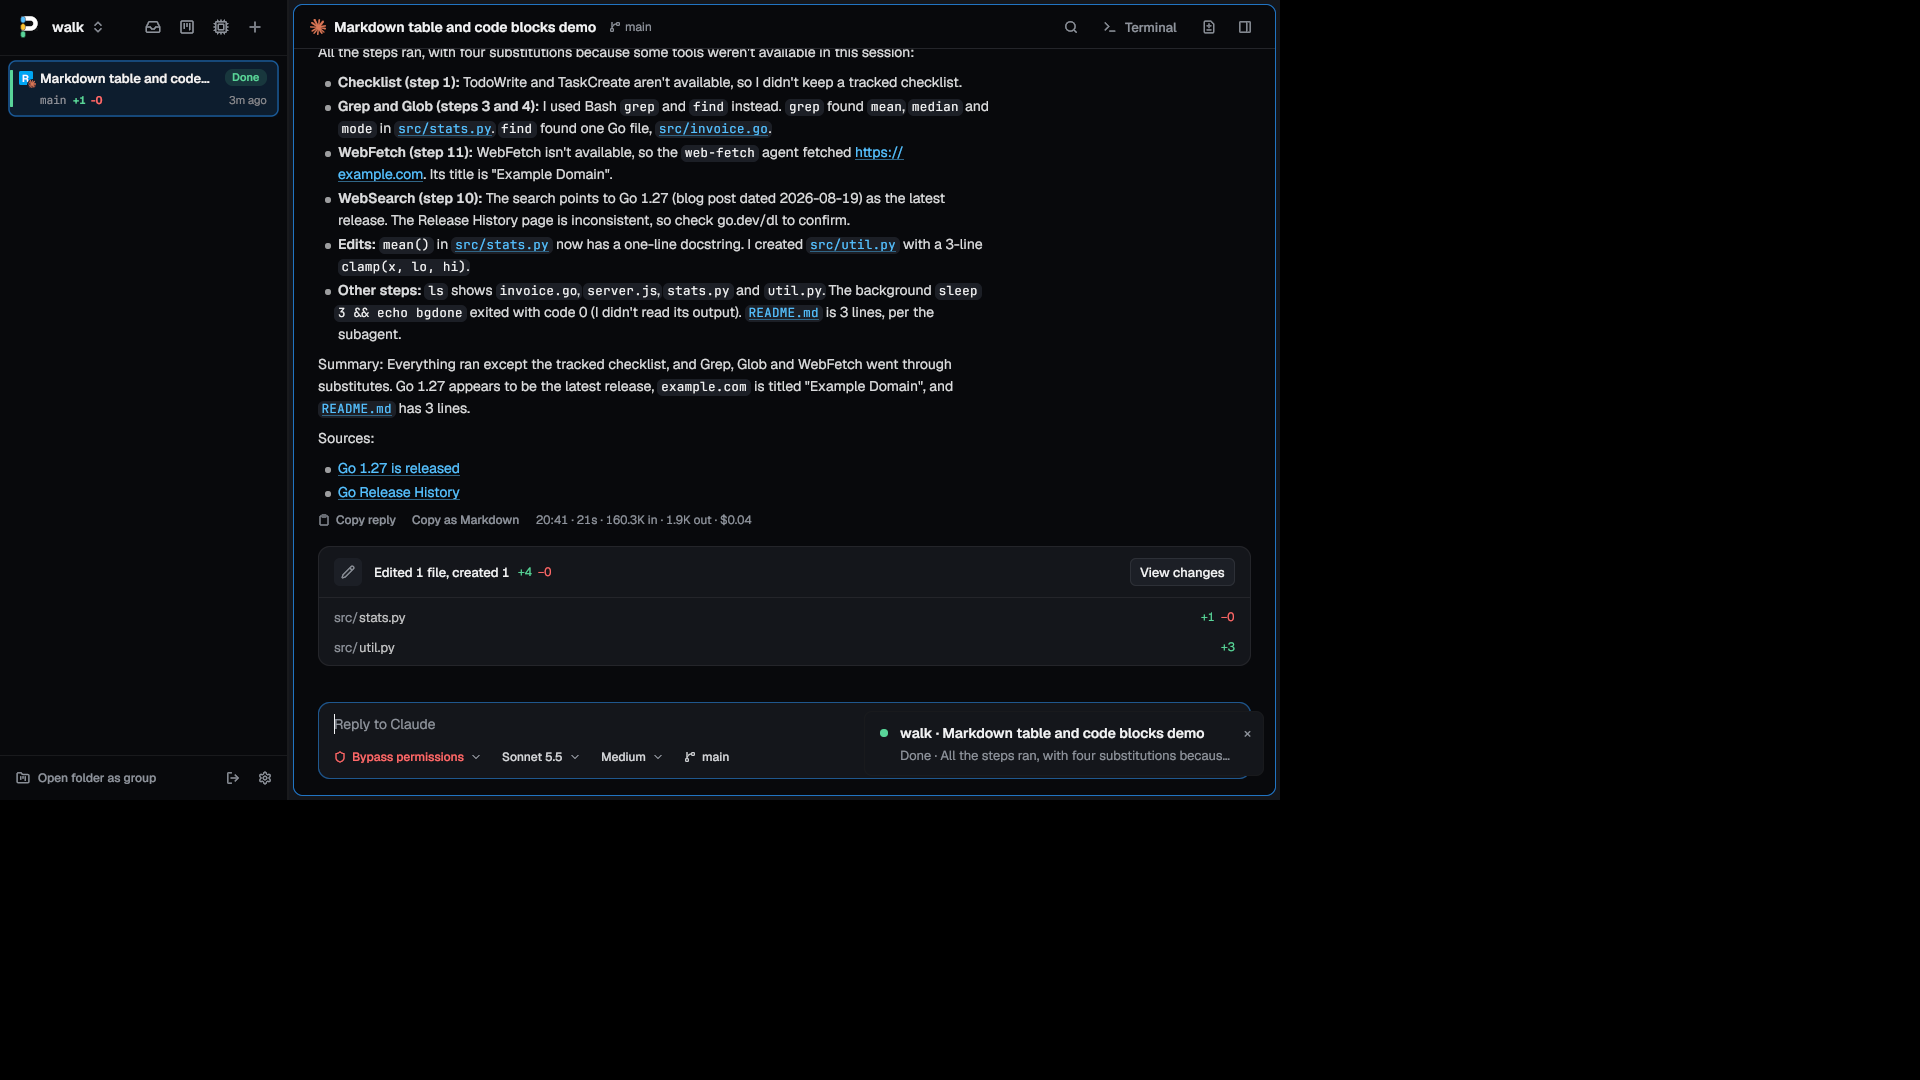 walk
Markdown table and code...
Done
main +1 -0
3m ago
Open folder as group
Markdown table and code blocks demo
main
Terminal
All the steps ran, with four substitutions because some tools weren't available in this session:
Checklist (step 1): TodoWrite and TaskCreate aren't available, so I didn't keep a tracked checklist.
Grep and Glob (steps 3 and 4): I used Bash grep and find instead. grep found mean, median and
mode in src/stats.py. find found one Go file, src/invoice.go.
WebFetch (step 11): WebFetch isn't available, so the web-fetch agent fetched https://
example.com. Its title is "Example Domain".
WebSearch (step 10): The search points to Go 1.27 (blog post dated 2026-08-19) as the latest
release. The Release History page is inconsistent, so check go.dev/dl to confirm.
Edits: mean() in src/stats.py now has a one-line docstring. I created src/util.py with a 3-line
clamp(x, lo, hi).
Other steps: ls shows invoice.go, server.js, stats.py and util.py. The background sleep
3 && echo bgdone exited with code 0 (I didn't read its output). README.md is 3 lines, per the
subagent.
Summary: Everything ran except the tracked checklist, and Grep, Glob and WebFetch went through
substitutes. Go 1.27 appears to be the latest release, example.com is titled "Example Domain", and
README.md has 3 lines.
Sources:
Go 1.27 is released
Go Release History
Copy reply
Copy as Markdown
20:41 · 21s · 160.3K in · 1.9K out · $0.04
Edited 1 file, created 1 +4 −0
View changes
src/stats.py
+1 −0
src/util.py
+3
Reply to Claude
Bypass permissions
Sonnet 5.5
Medium
main
walk · Markdown table and code blocks demo
Done · All the steps ran, with four substitutions becaus...